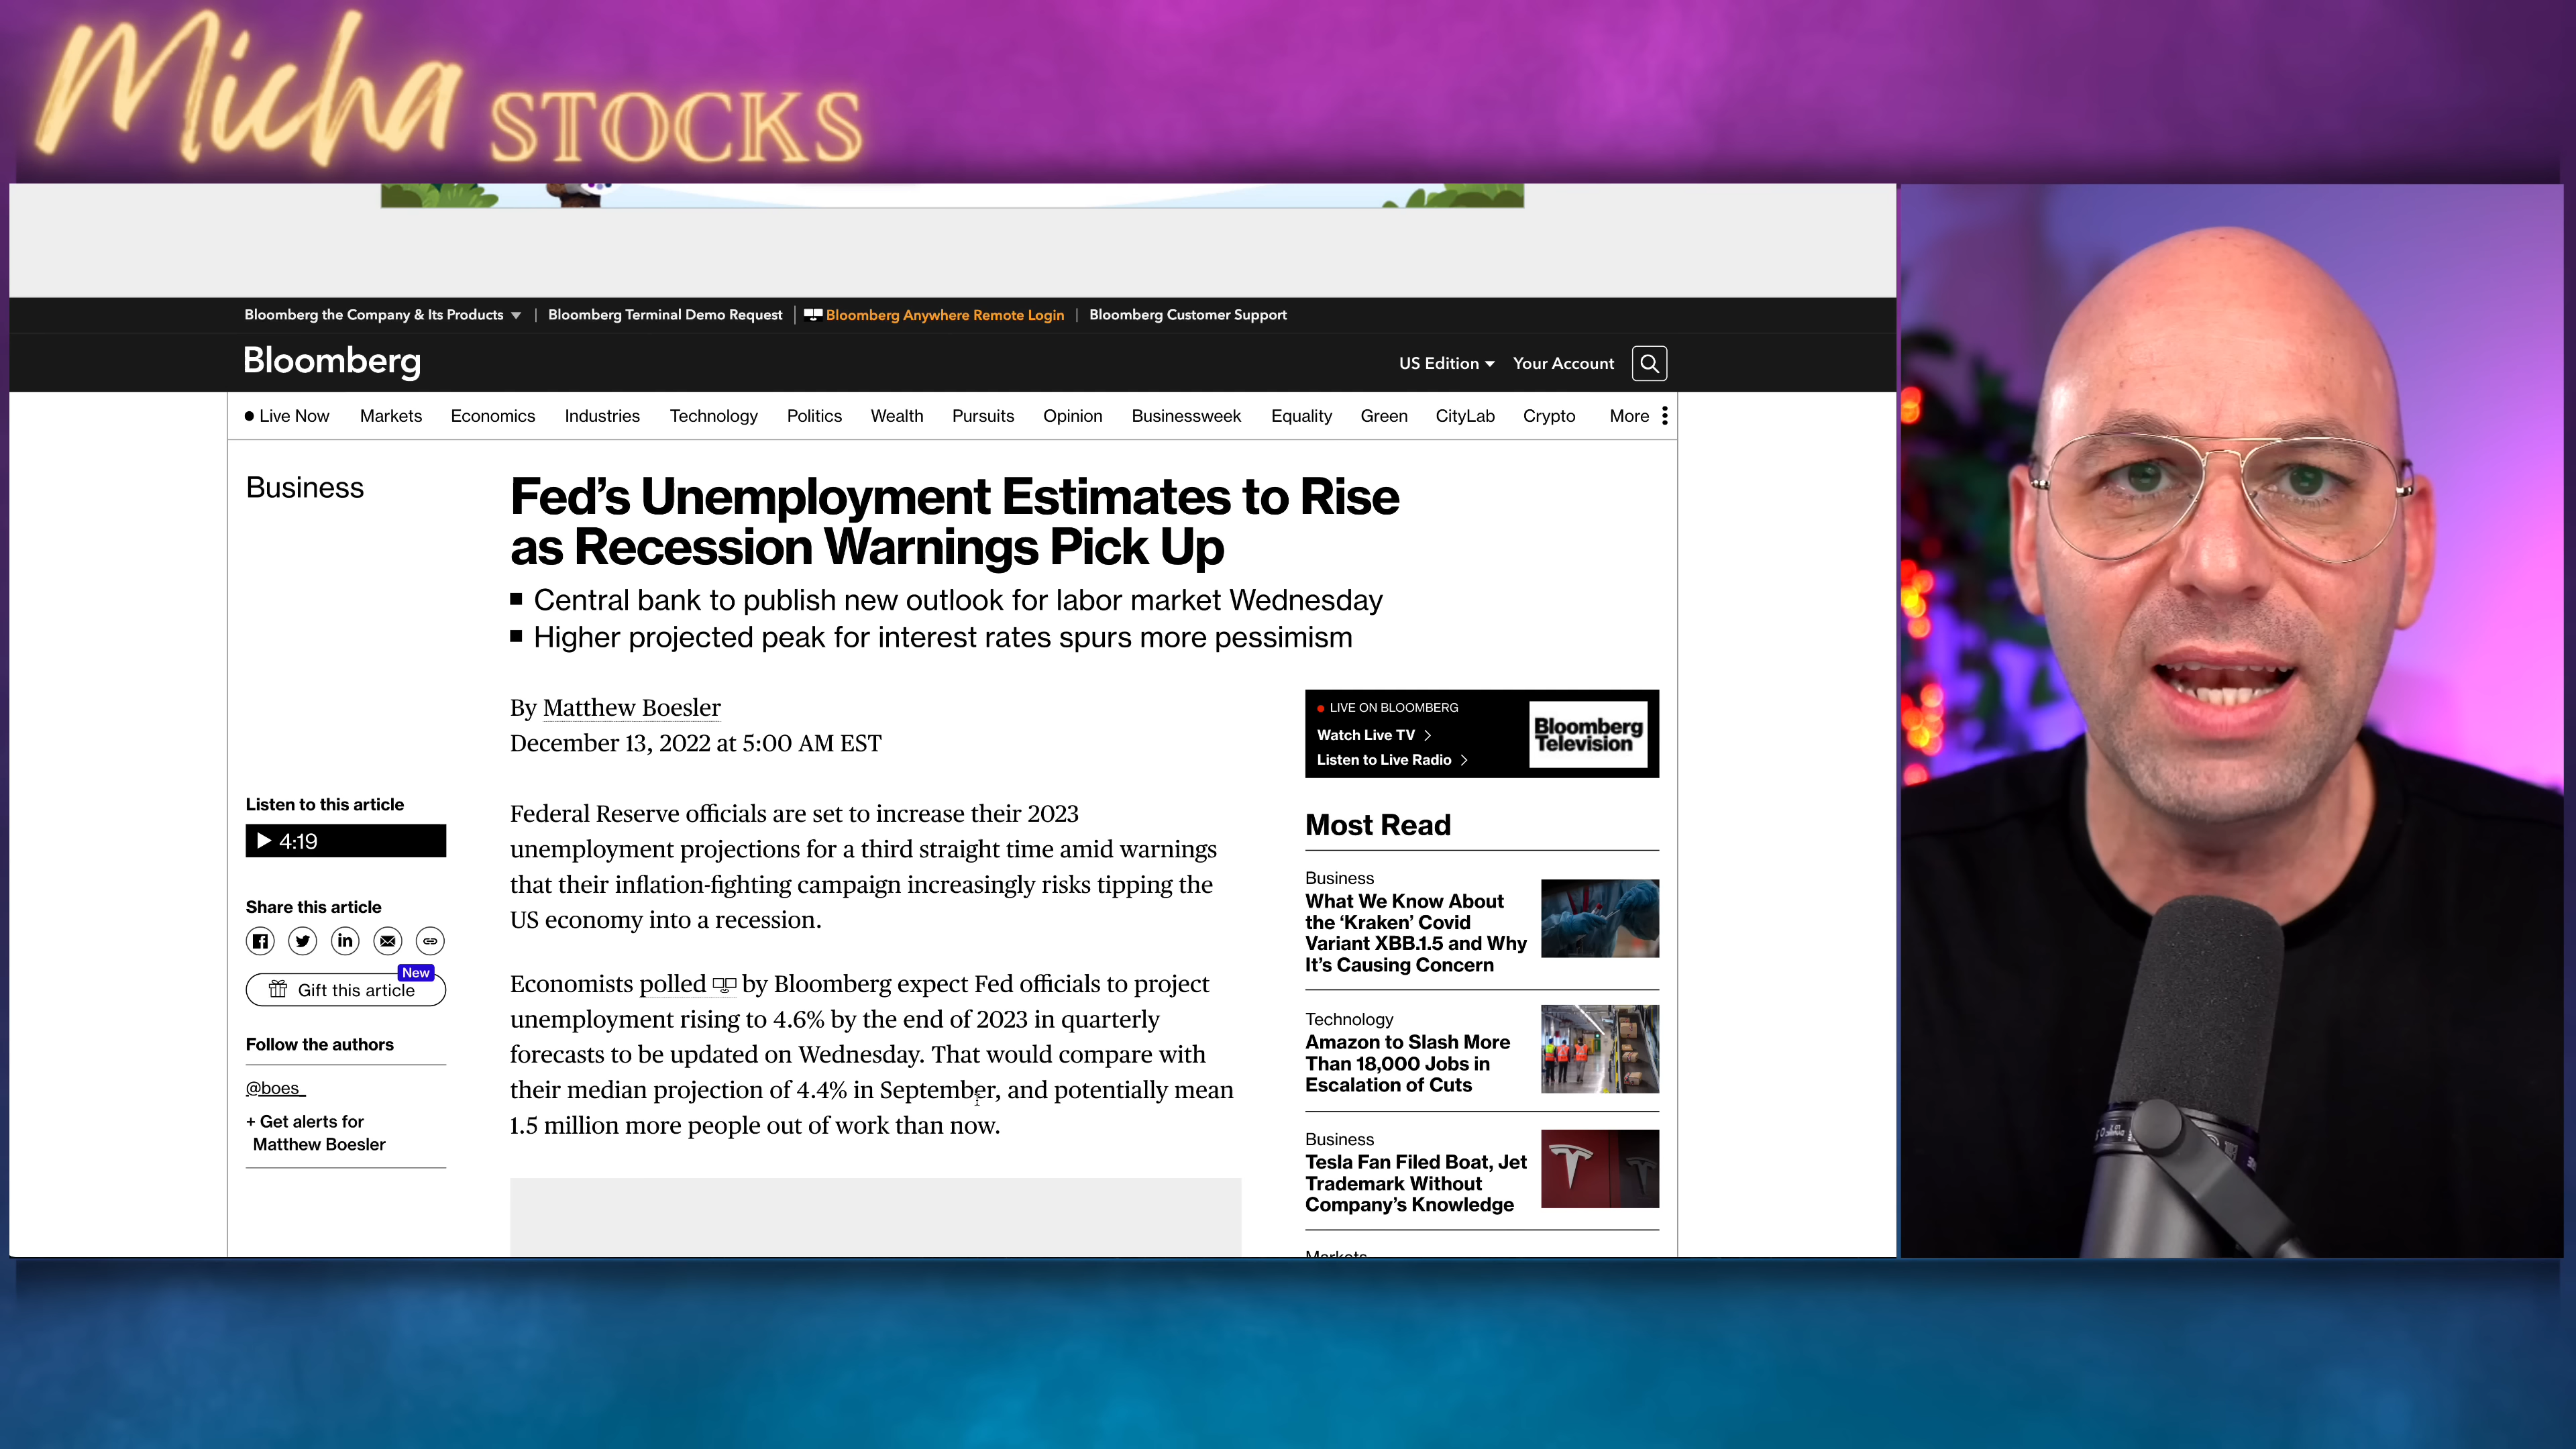 Micha STOCKS
Bloomberg the Company & Its Products
Bloomberg Terminal Demo Request
Bloomberg Anywhere Remote Login
Bloomberg Customer Support
Bloomberg
US Edition
Your Account
Live Now
Markets
Economics
Industries
Technology
Politics
Wealth
Pursuits
Opinion
Businessweek
Equality
Green
CityLab
Crypto
More
Business
Fed's Unemployment Estimates to Rise
as Recession Warnings Pick Up
Central bank to publish new outlook for labor market Wednesday
Higher projected peak for interest rates spurs more pessimism
By Matthew Boesler
December 13, 2022 at 5:00 AM EST
Listen to this article
4:19
Share this article
New
Gift this article
Follow the authors
@boes_
+ Get alerts for
Matthew Boesler
Federal Reserve officials are set to increase their 2023
unemployment projections for a third straight time amid warnings
that their inflation-fighting campaign increasingly risks tipping the
US economy into a recession.
Economists polled by Bloomberg expect Fed officials to project
unemployment rising to 4.6% by the end of 2023 in quarterly
forecasts to be updated on Wednesday. That would compare with
their median projection of 4.4% in September, and potentially mean
1.5 million more people out of work than now.
LIVE ON BLOOMBERG
Watch Live TV
Listen to Live Radio
Bloomberg
Television
Most Read
Business
What We Know About
the 'Kraken' Covid
Variant XBB.1.5 and Why
It's Causing Concern
Technology
Amazon to Slash More
Than 18,000 Jobs in
Escalation of Cuts
Business
Tesla Fan Filed Boat, Jet
Trademark Without
Company's Knowledge
Markets